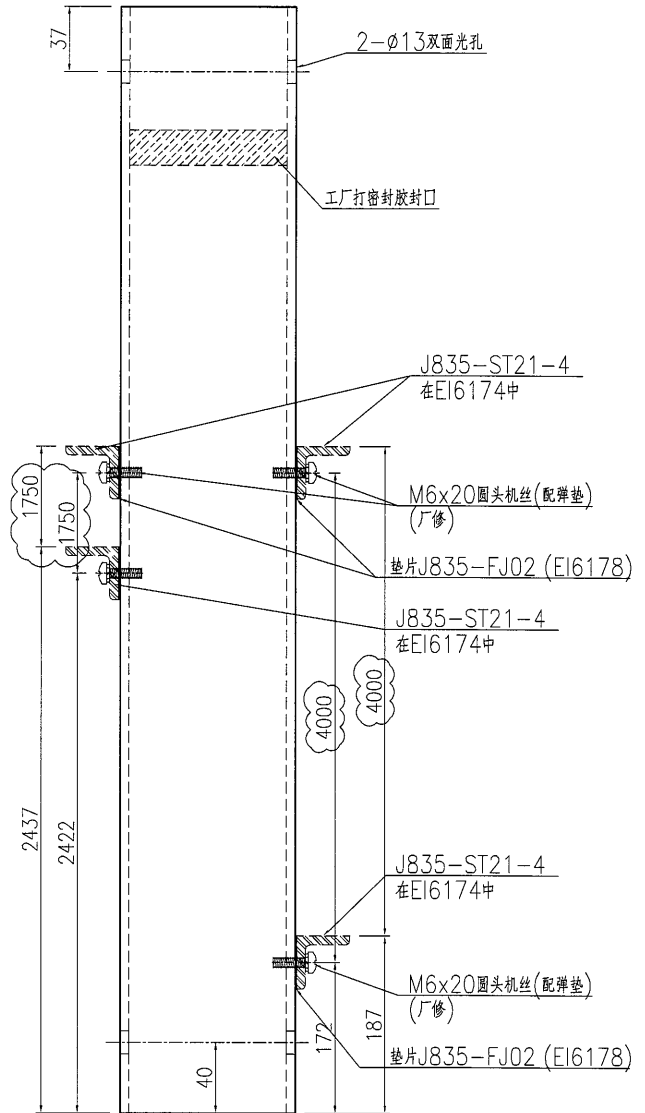 37
2-Ø13双面光孔
工厂打密封胶封口
J835-ST21-4
在EI6174中
1750
1750
M6x20圆头机丝(配弹垫)
(厂修)
垫片J835-FJ02 (EI6178)
J835-ST21-4
在EI6174中
4000
4000
2437
2422
J835-ST21-4
在EI6174中
M6x20圆头机丝(配弹垫)
(厂修)
172
187
垫片J835-FJ02 (EI6178)
40